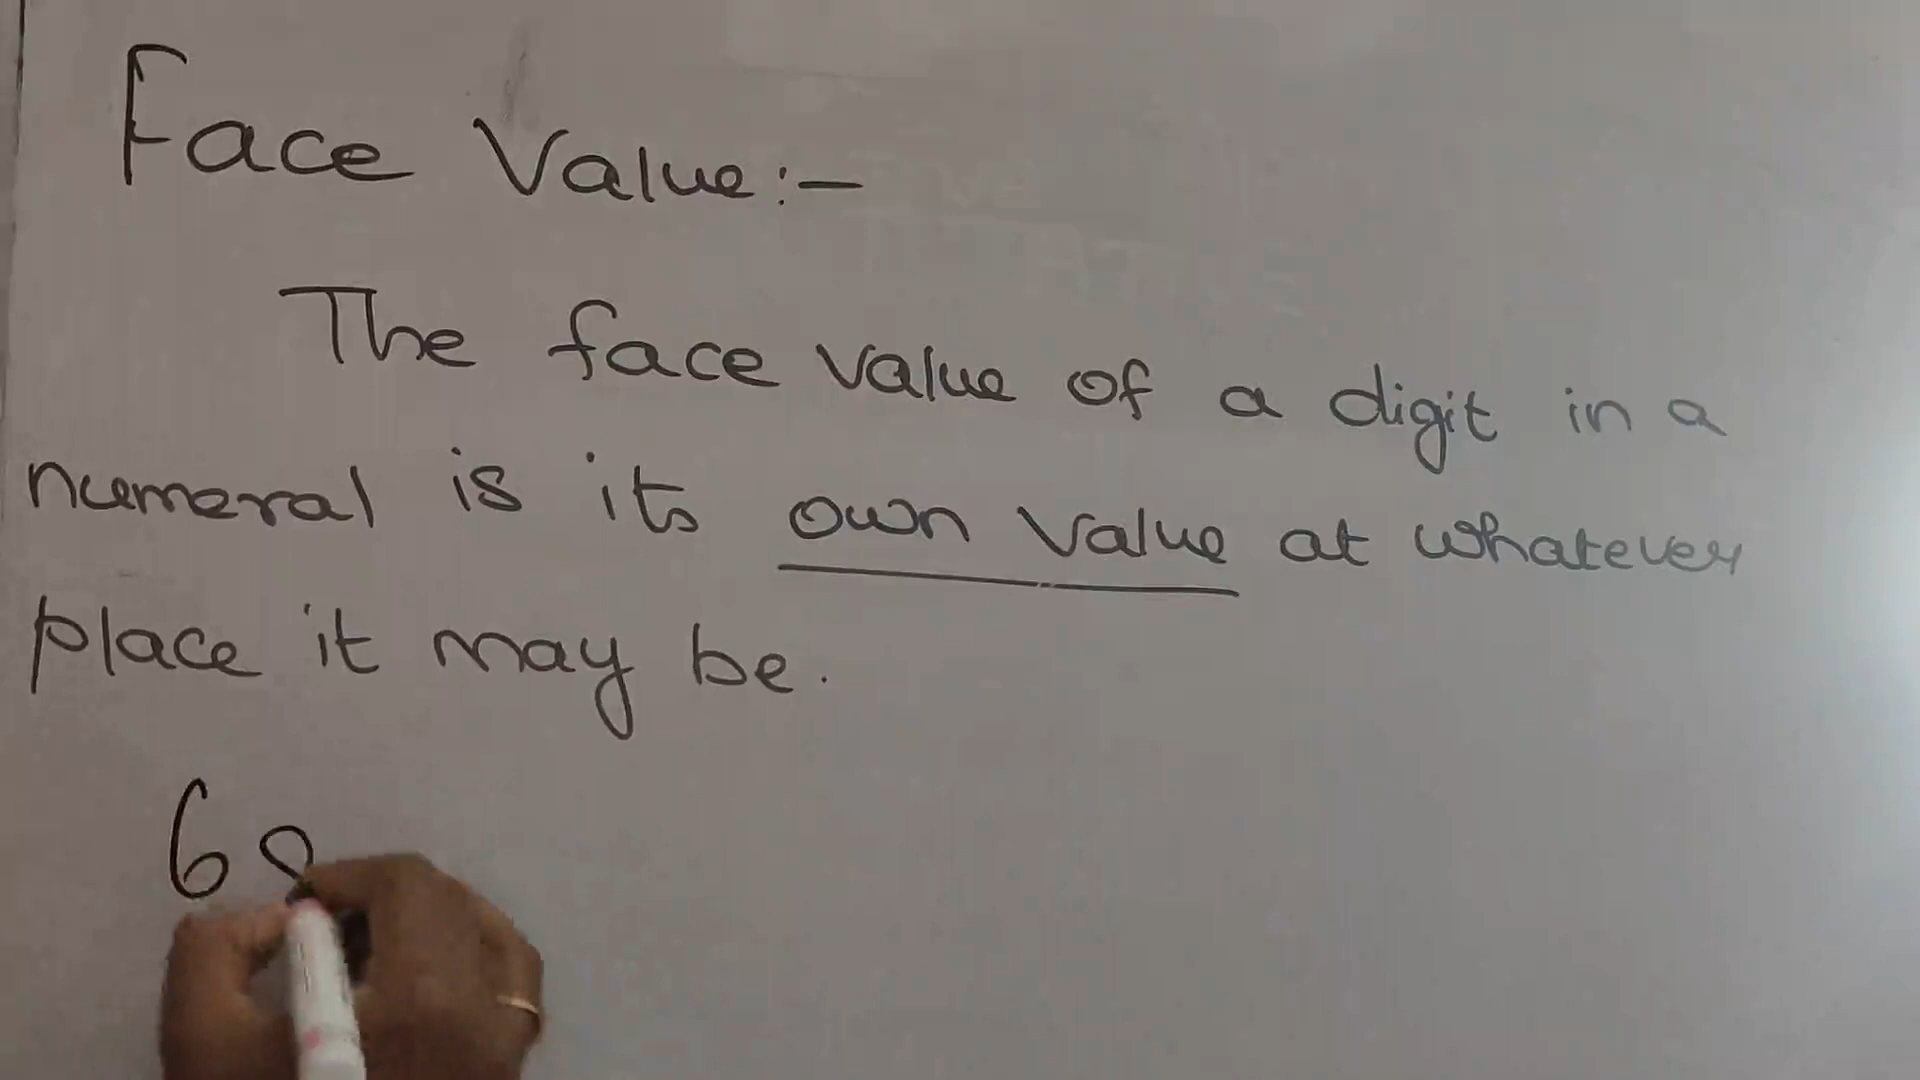 Face Value:-
The face value of a digit in a
numeral is its own value at whatever
place it may be.
6